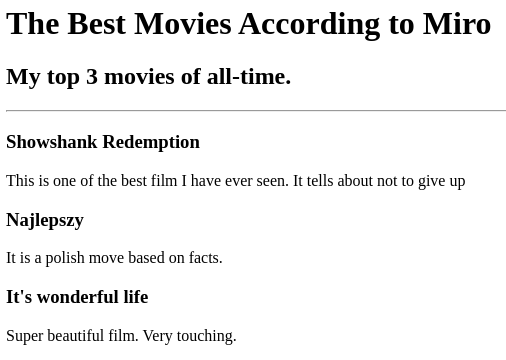 The Best Movies According to Miro
My top 3 movies of all-time.
Showshank Redemption
This is one of the best film I have ever seen. It tells about not to give up
Najlepszy
It is a polish move based on facts.
It's wonderful life
Super beautiful film. Very touching.